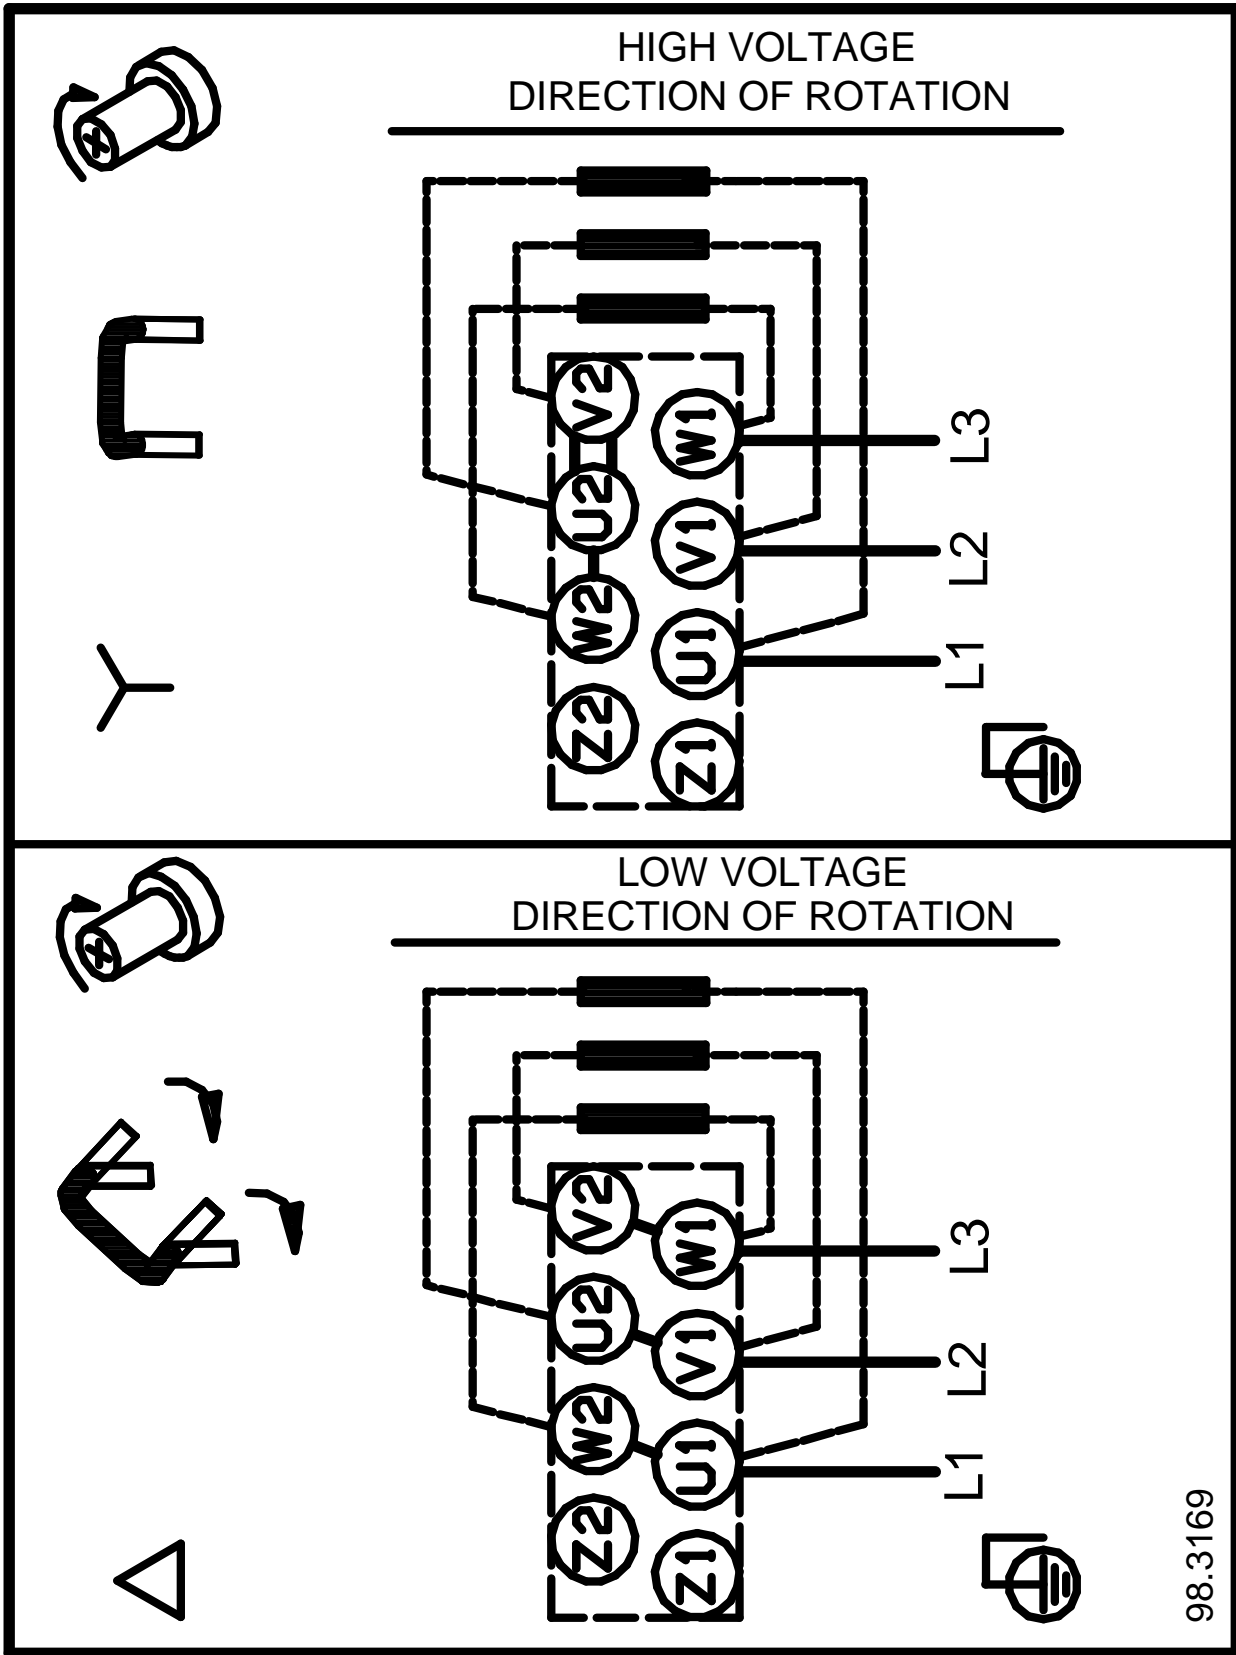 HIGH VOLTAGE
DIRECTION OF ROTATION
V2
W1
L3
U2
V1
L2
W2
U1
L1
Z2
Z1
LOW VOLTAGE
DIRECTION OF ROTATION
V2
W1
L3
U2
V1
L2
W2
U1
L1
Z2
Z1
98.3169